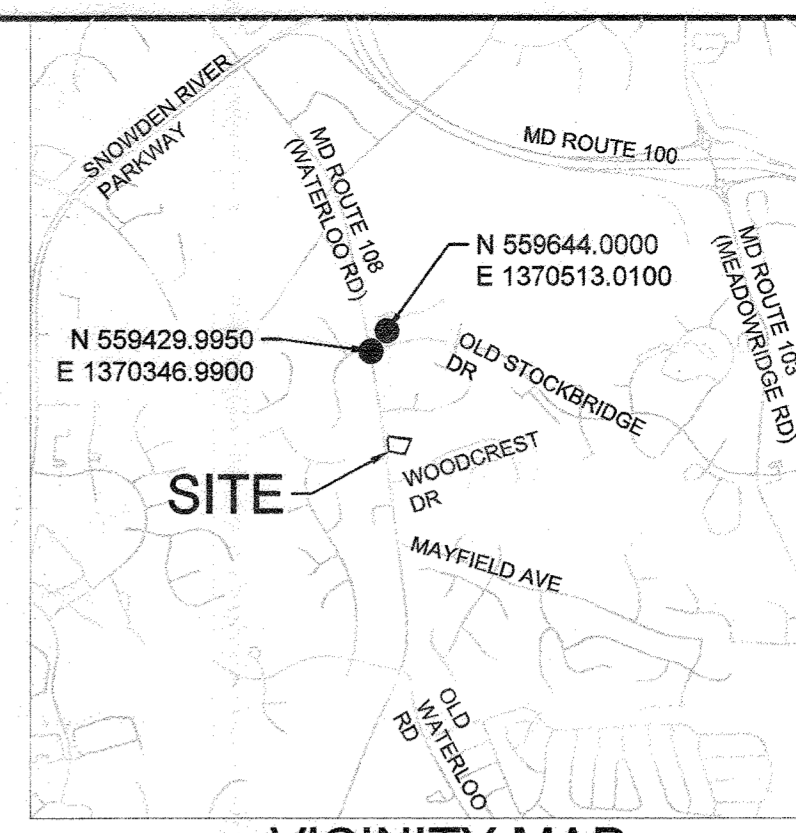 SNOWDEN RIVER
PARKWAY
MD ROUTE 108
(WATERLOO RD)
MD ROUTE 100
MD ROUTE 103
(MEADOWRIDGE RD)
N 559644.0000
E 1370513.0100
N 559429.9950
E 1370346.9900
OLD STOCKBRIDGE
DR
SITE
WOODCREST
DR
MAYFIELD AVE
OLD
WATERLOO
RD
VICINITY MAP